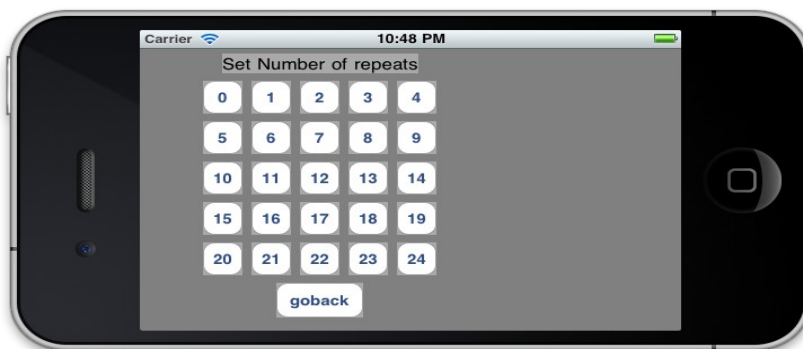 Carrier 10:48 PM
Set Number of repeats
0 1 2 3 4
5 6 7 8 9
10 11 12 13 14
15 16 17 18 19
20 21 22 23 24
goback